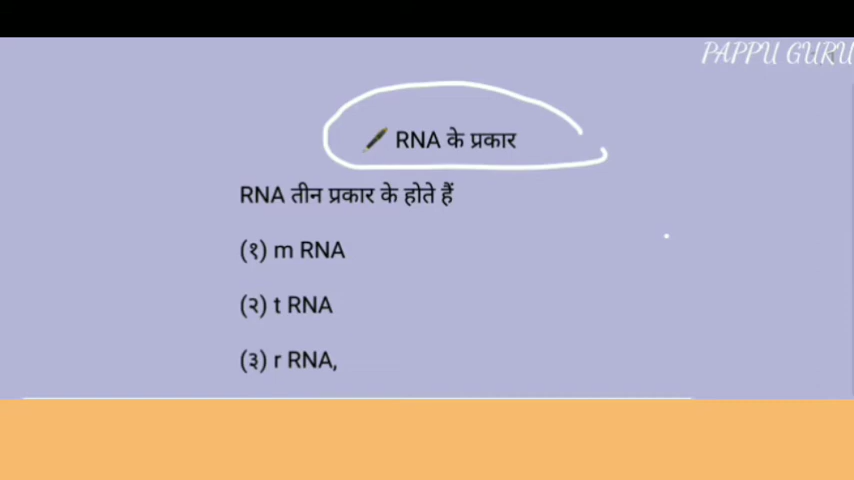 PAPPU GURU
RNA के प्रकार
RNA तीन प्रकार के होते हैं
(१) m RNA
(२) t RNA
(३) r RNA,